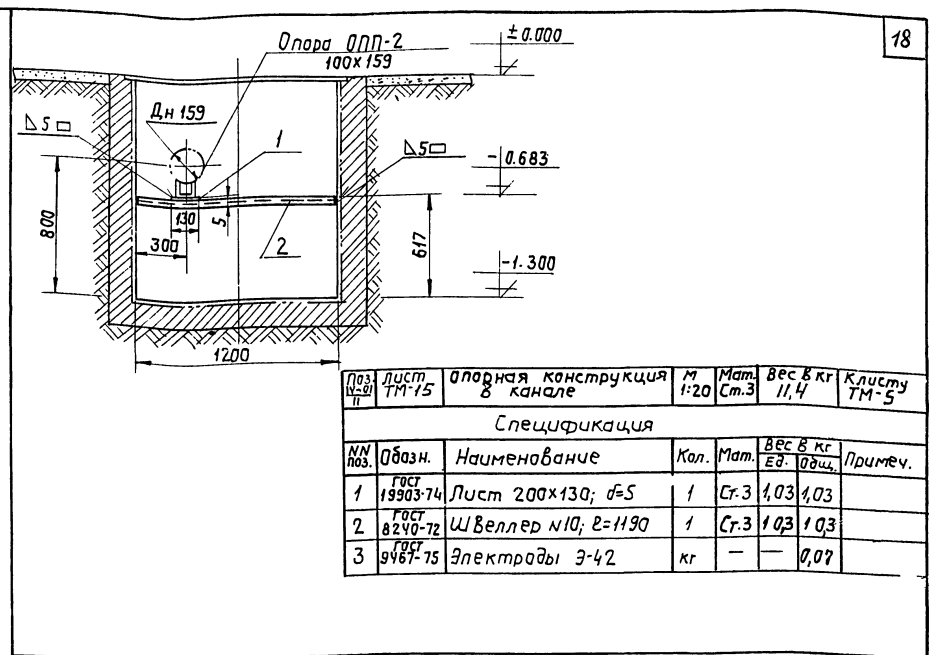 18
Опора ОПП-2
100х159
±0.000
Дн 159
5
1
5
-0.683
800
130
5
300
2
617
-1.300
1200
Лист ТМ-15 Опорная конструкция в канале М 1:20 Мат. Ст.3 Вес в кг 11,4 К листу ТМ-5
Спецификация
NN поз. Обозн. Наименование Кол. Мат. Вес в кг Ед. Общ. Примеч.
1 ГОСТ 19903-74 Лист 200х130; δ=5 1 Ст.3 1,03 1,03
2 ГОСТ 8240-72 Швеллер N10; ℓ=1190 1 Ст.3 10,3 10,3
3 ГОСТ 9467-75 Электроды Э-42 кг — — 0,07